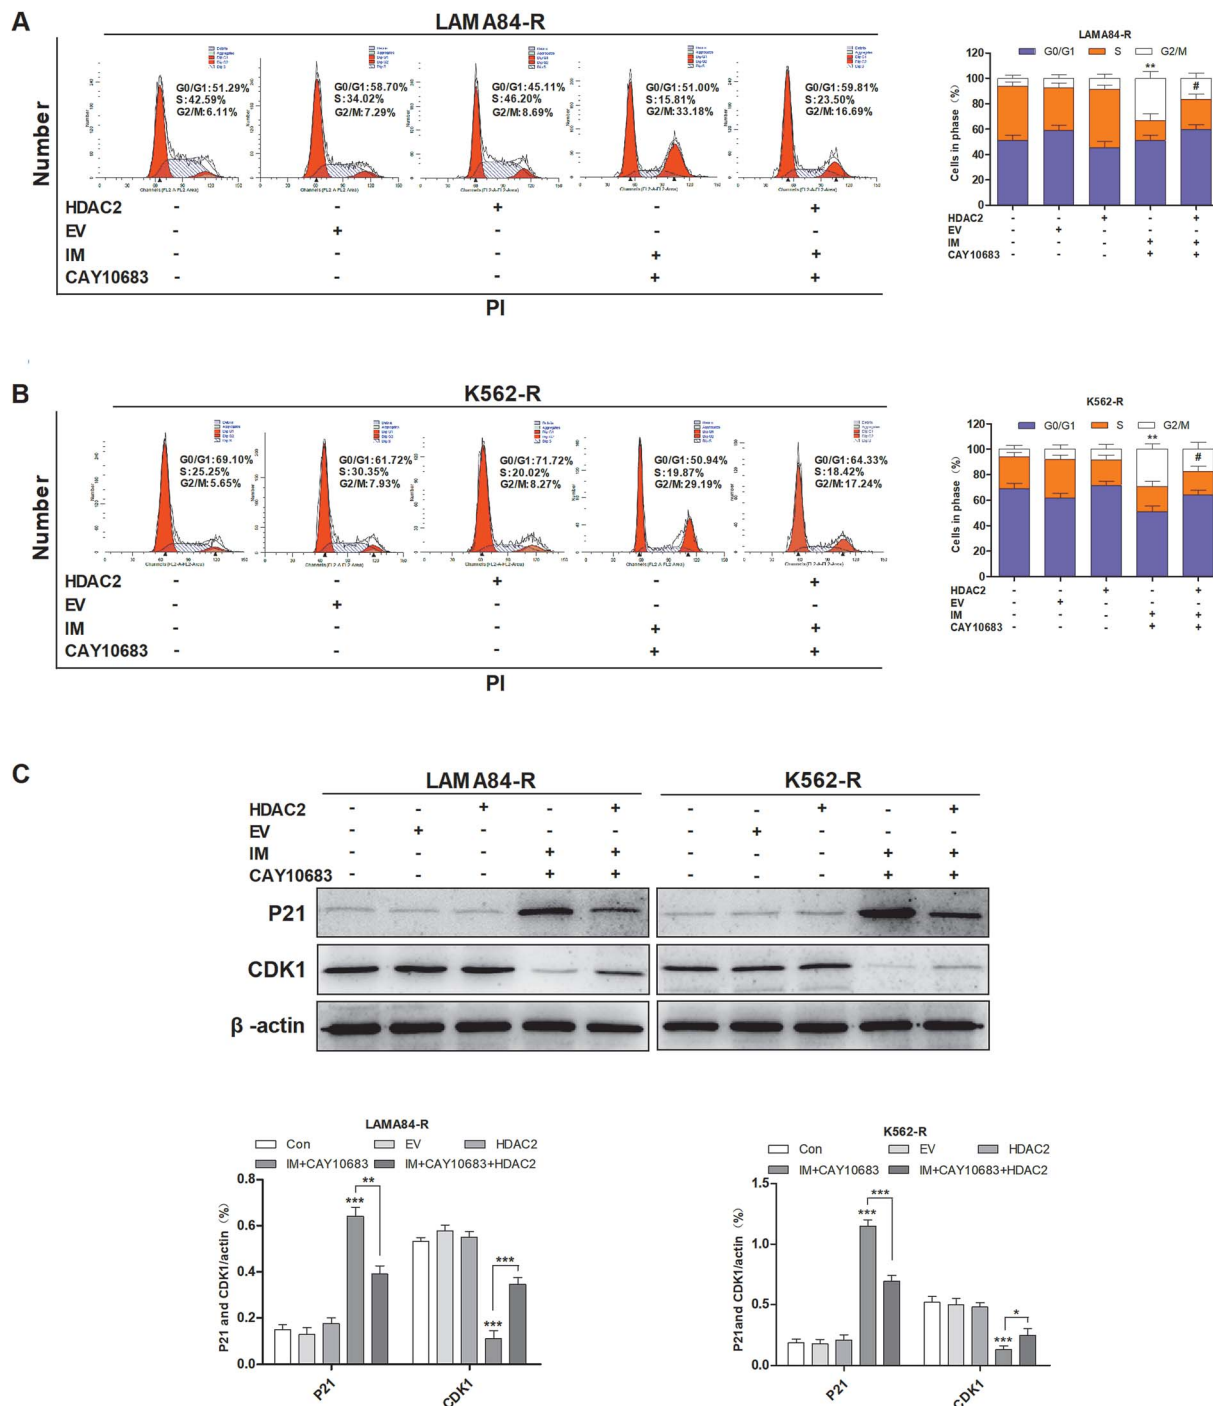 A
LAMA84-R
Number
G0/G1:51.29%
S:42.59%
G2/M:6.11%
G0/G1:58.70%
S:34.02%
G2/M:7.29%
G0/G1:45.11%
S:46.20%
G2/M:8.69%
G0/G1:51.00%
S:15.81%
G2/M:33.18%
G0/G1:59.81%
S:23.50%
G2/M:16.69%
HDAC2 - - + - +
EV - + - - -
IM - - - + +
CAY10683 - - - + +
PI
LAMA84-R
G0/G1 S G2/M
Cells in phase (%)
120
100
80
60
40
20
0
**
#
HDAC2 - - + - +
EV - + - - -
IM - - - + +
CAY10683 - - - + +
B
K562-R
Number
G0/G1:69.10%
S:25.25%
G2/M:5.65%
G0/G1:61.72%
S:30.35%
G2/M:7.93%
G0/G1:71.72%
S:20.02%
G2/M:8.27%
G0/G1:50.94%
S:19.87%
G2/M:29.19%
G0/G1:64.33%
S:18.42%
G2/M:17.24%
HDAC2 - - + - +
EV - + - - -
IM - - - + +
CAY10683 - - - + +
PI
K562-R
G0/G1 S G2/M
Cells in phase (%)
120
100
80
60
40
20
0
**
#
HDAC2 - - + - +
EV - + - - -
IM - - - + +
CAY10683 - - - + +
C
LAMA84-R K562-R
HDAC2 - - + - + - - + - +
EV - + - - - - + - - -
IM - - - + + - - - + +
CAY10683 - - - + + - - - + +
P21
CDK1
β -actin
LAMA84-R
Con EV HDAC2
IM+CAY10683 IM+CAY10683+HDAC2
P21 and CDK1/actin (%)
0.8
0.6
0.4
0.2
0.0
***
**
***
***
P21 CDK1
K562-R
Con EV HDAC2
IM+CAY10683 IM+CAY10683+HDAC2
P21and CDK1/actin (%)
1.5
1.0
0.5
0.0
***
***
***
*
P21 CDK1